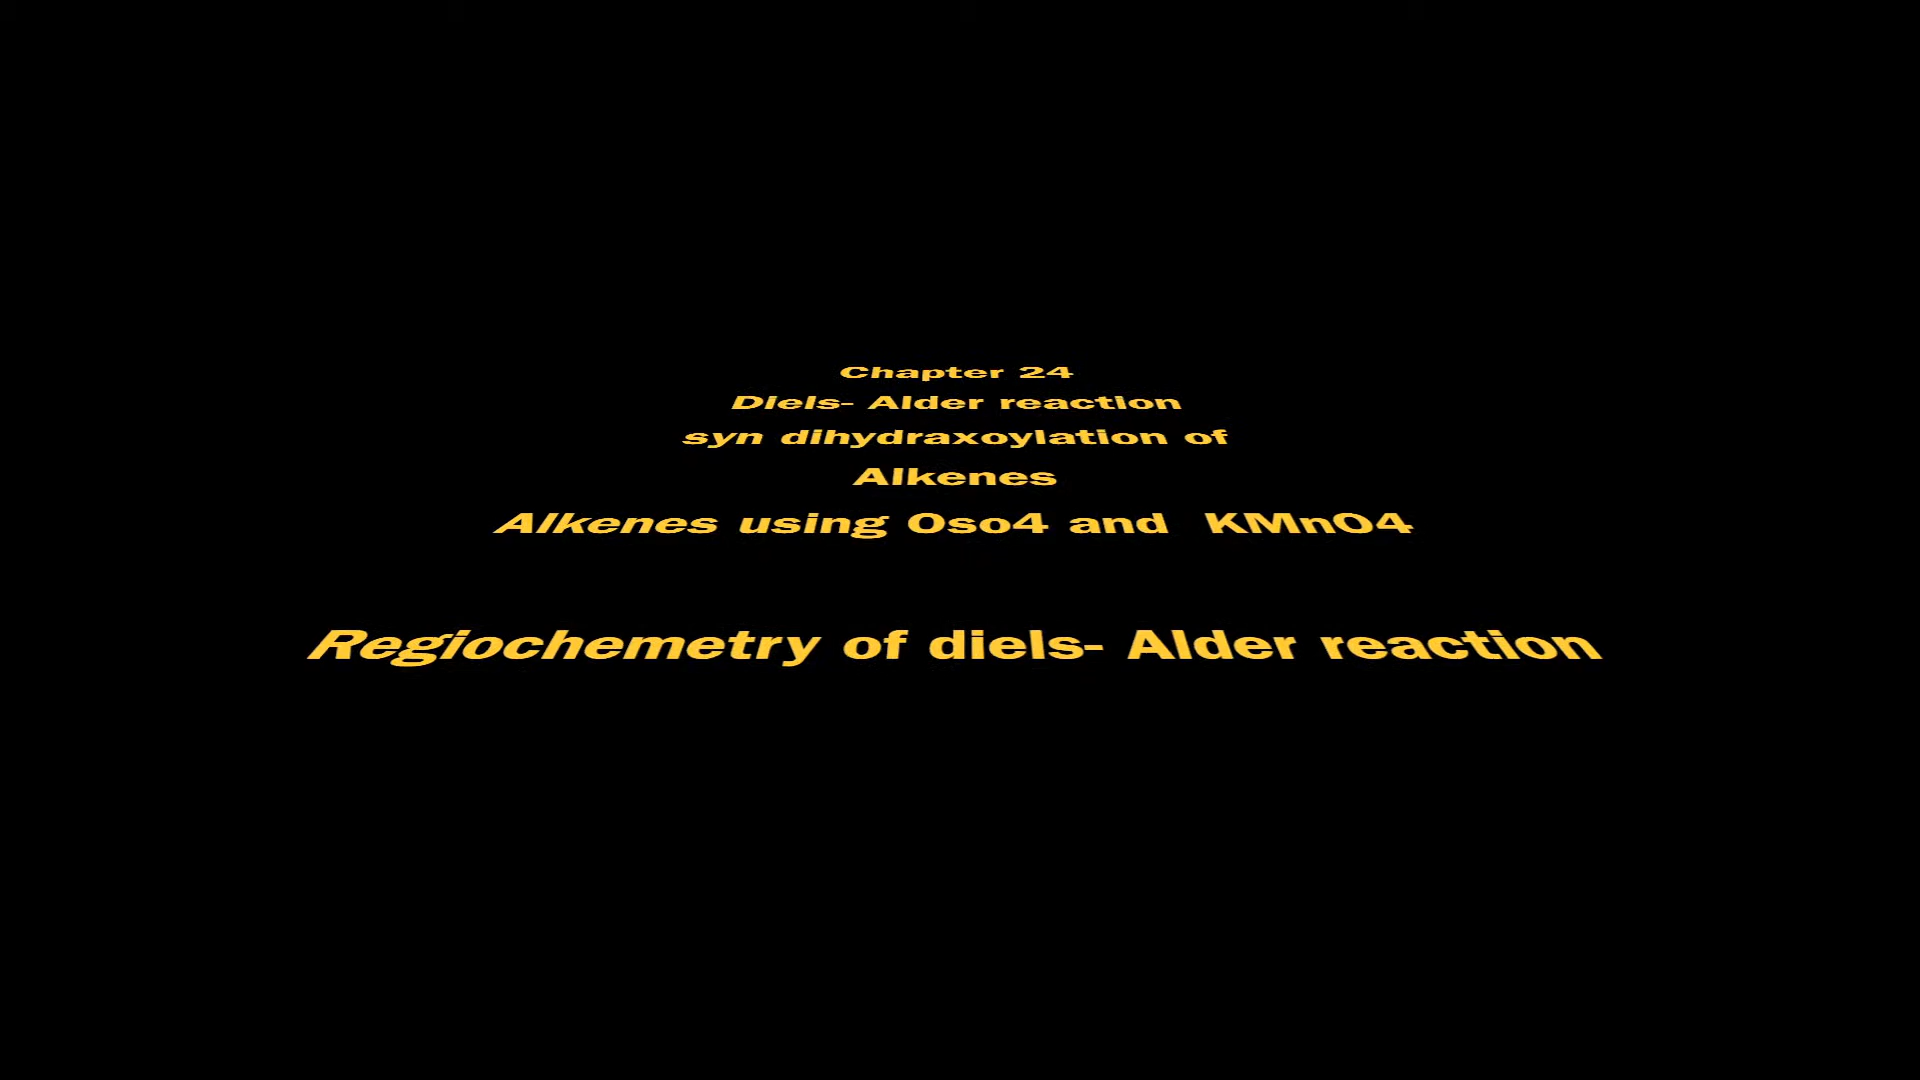 Chapter 24
Diels- Alder reaction
syn dihydraxoylation of
Alkenes
Alkenes using Oso4 and  KMnO4
Regiochemetry of diels- Alder reaction